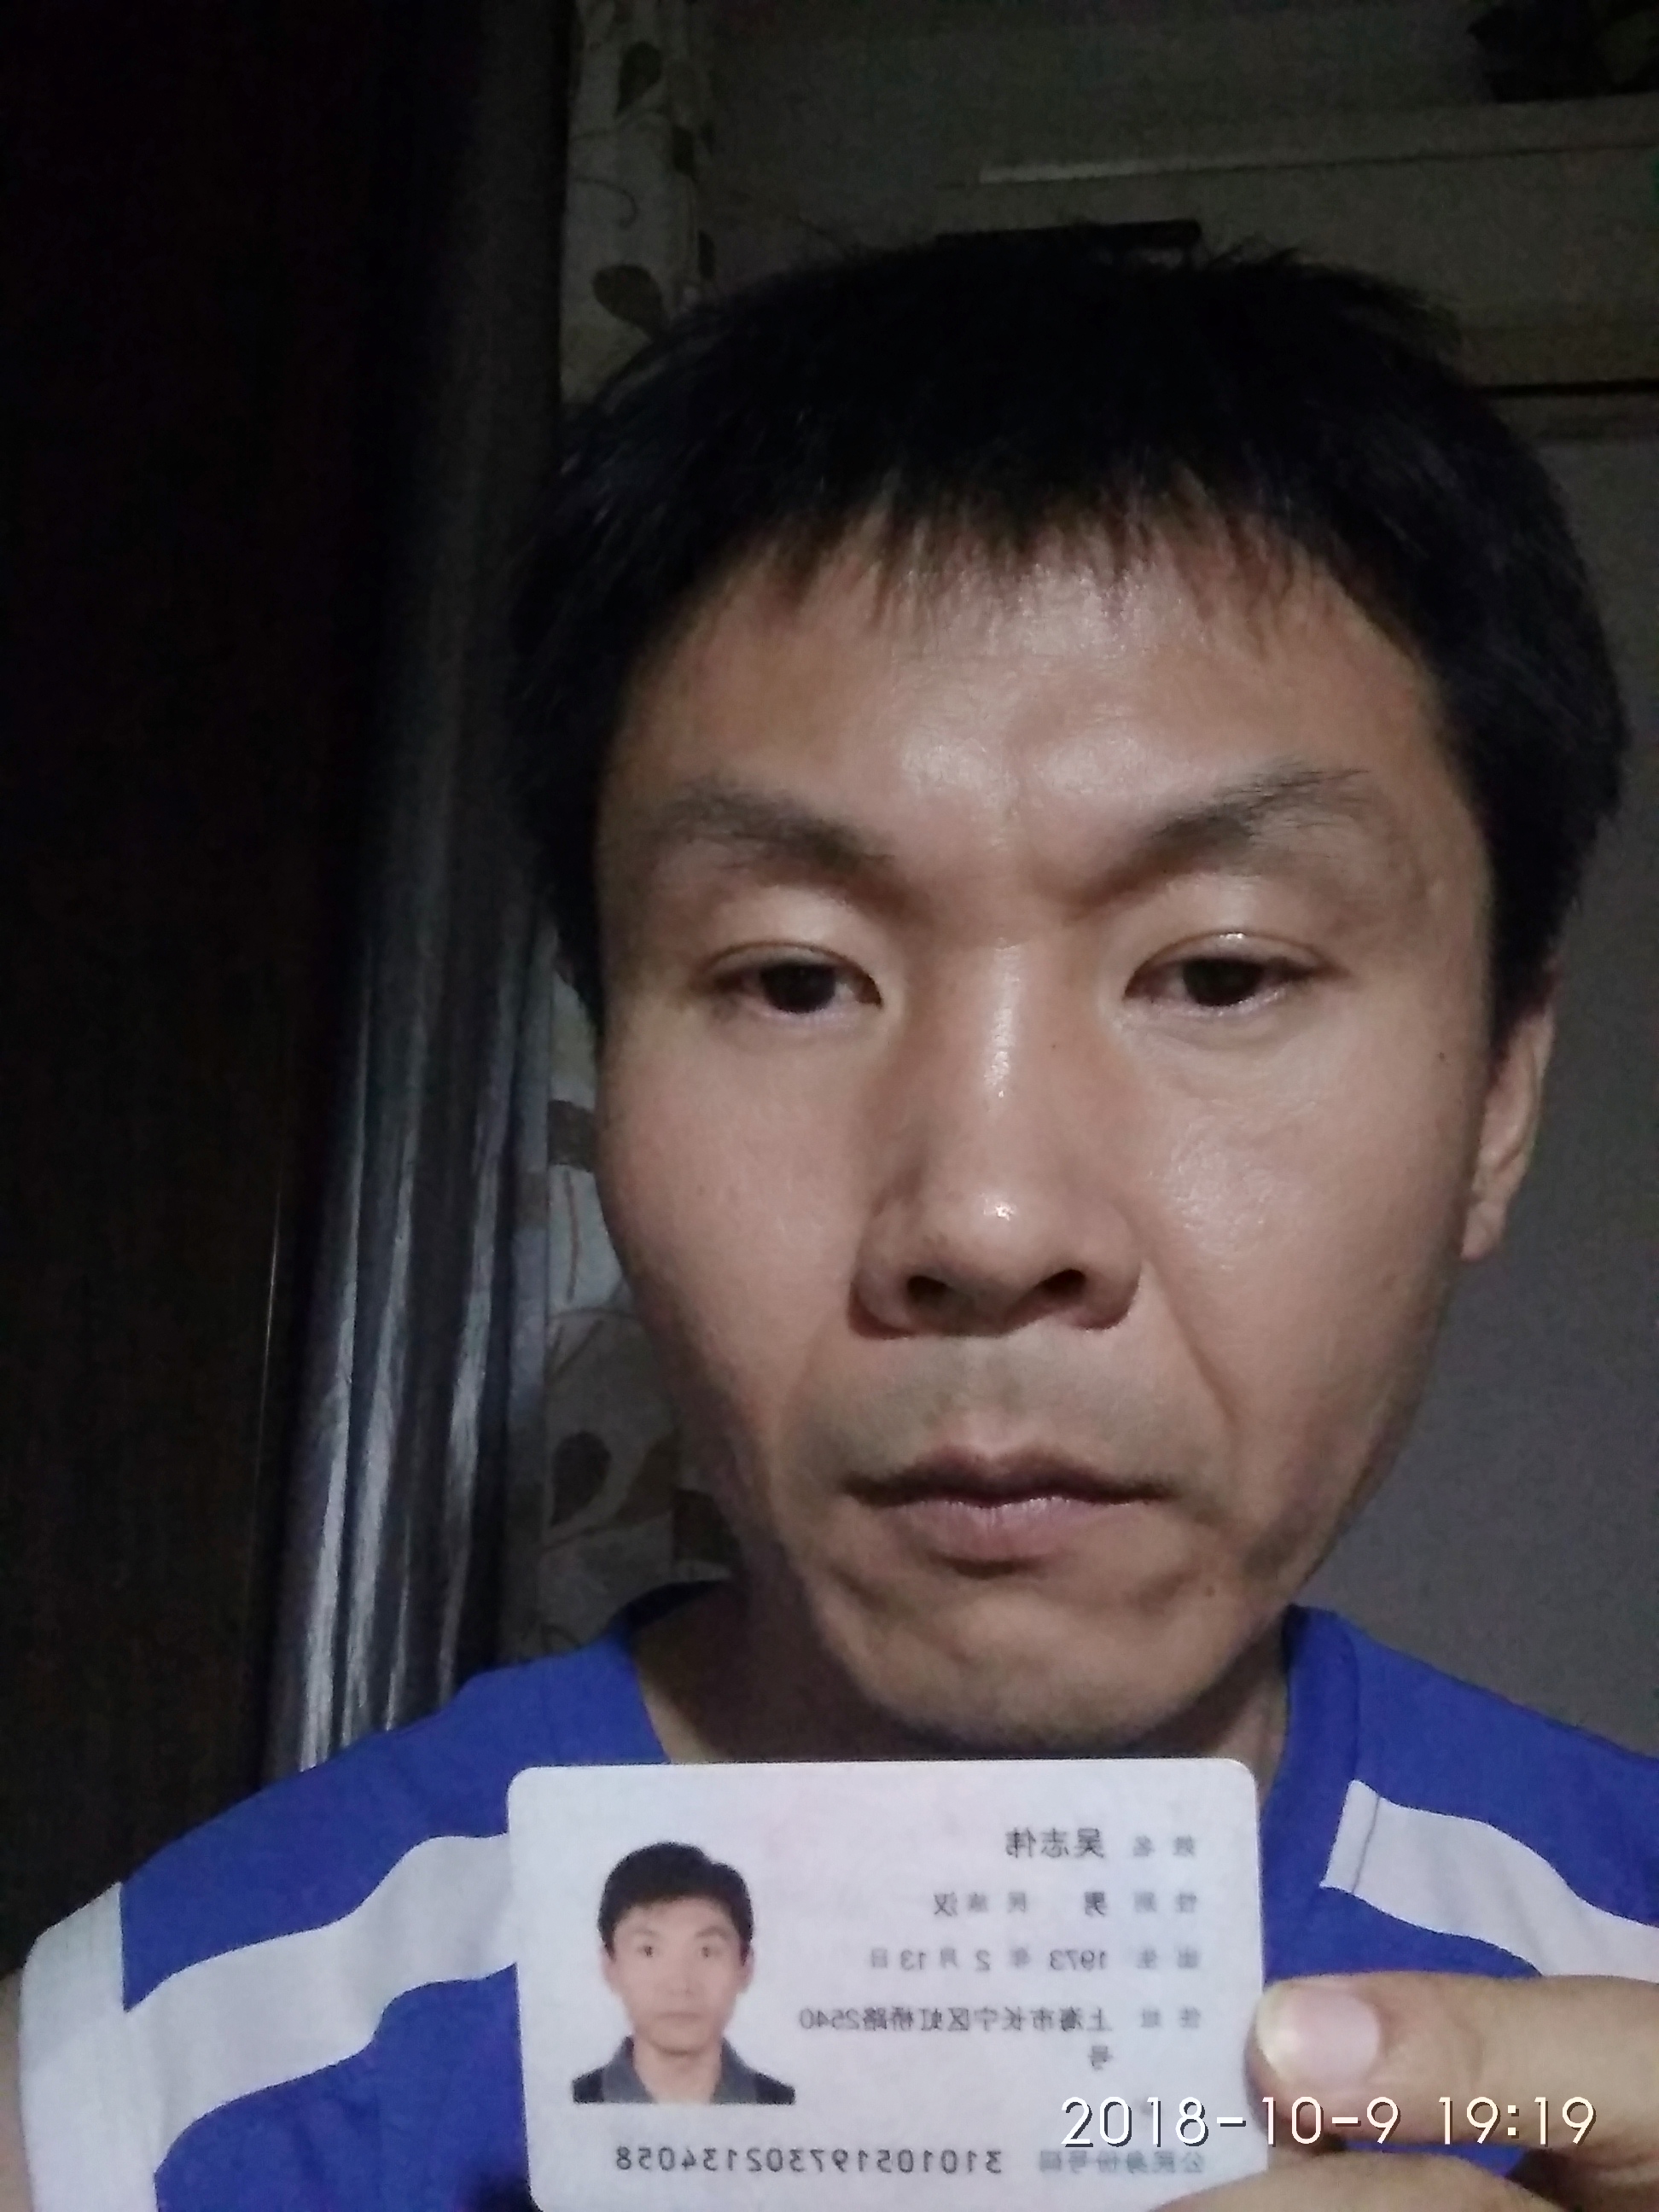 姓名 吴志伟
性别 男 民族 汉
出生 1973 年 2 月 13 日
住址 上海市长宁区虹桥路2540
号
公民身份号码 310105197302134058
2018-10-9 19:19